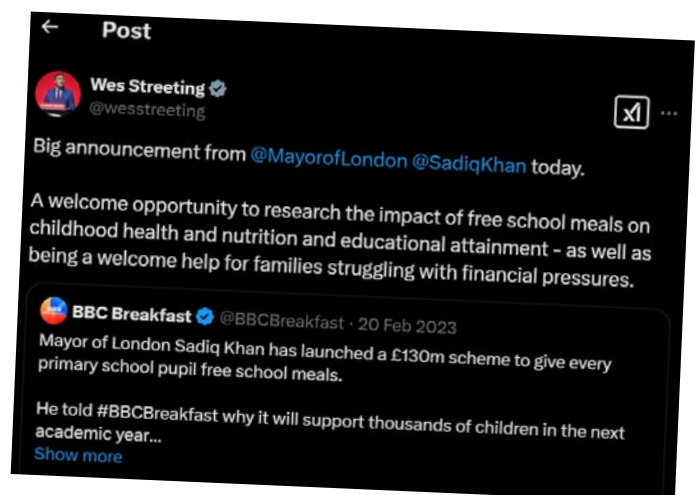 Post
Wes Streeting
@wesstreeting
Big announcement from @MayorofLondon @SadiqKhan today.
A welcome opportunity to research the impact of free school meals on
childhood health and nutrition and educational attainment - as well as
being a welcome help for families struggling with financial pressures.
BBC Breakfast @BBCBreakfast · 20 Feb 2023
Mayor of London Sadiq Khan has launched a £130m scheme to give every
primary school pupil free school meals.
He told #BBCBreakfast why it will support thousands of children in the next
academic year...
Show more